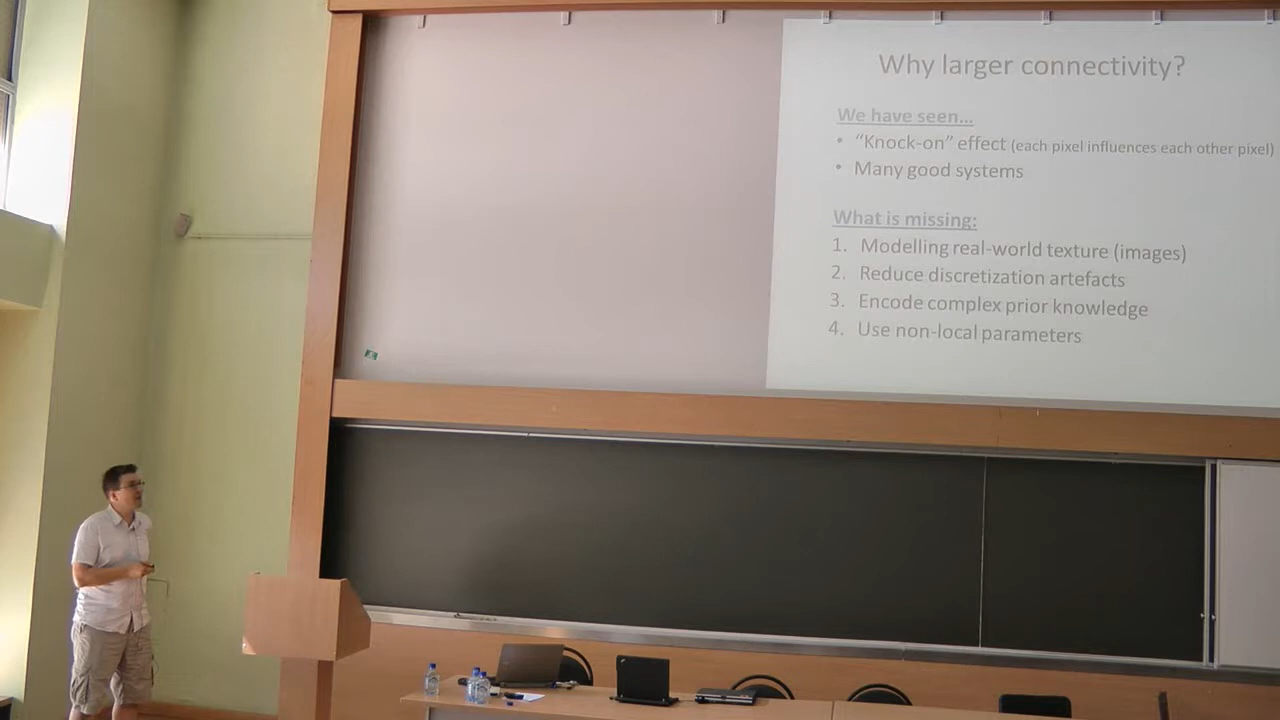 Why larger connectivity?
We have seen...
• “Knock-on” effect (each pixel influences each other pixel)
• Many good systems
What is missing:
1. Modelling real-world texture (images)
2. Reduce discretization artefacts
3. Encode complex prior knowledge
4. Use non-local parameters